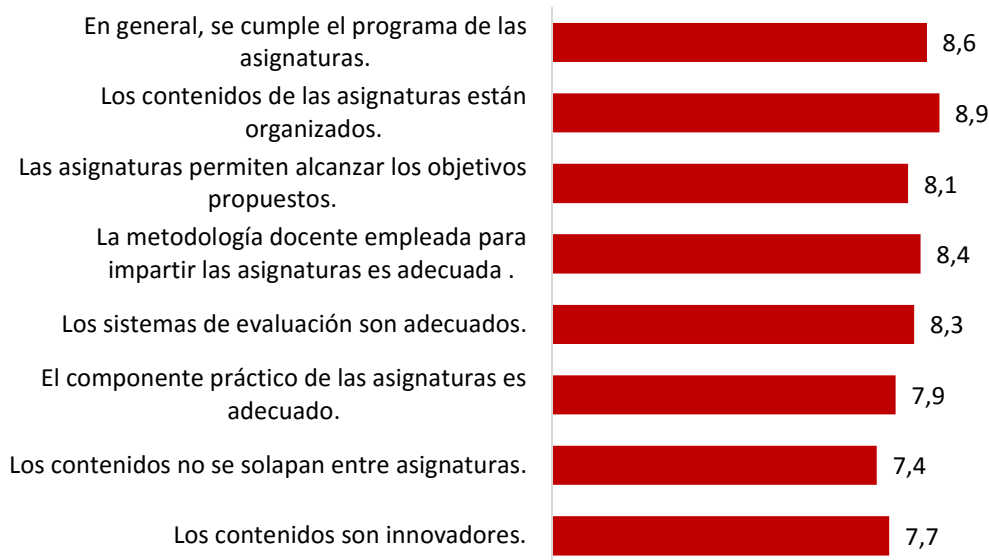 En general, se cumple el programa de las
asignaturas.
8,6
Los contenidos de las asignaturas están
organizados.
8,9
Las asignaturas permiten alcanzar los objetivos
propuestos.
8,1
La metodología docente empleada para
impartir las asignaturas es adecuada .
8,4
Los sistemas de evaluación son adecuados.
8,3
El componente práctico de las asignaturas es
adecuado.
7,9
Los contenidos no se solapan entre asignaturas.
7,4
Los contenidos son innovadores.
7,7